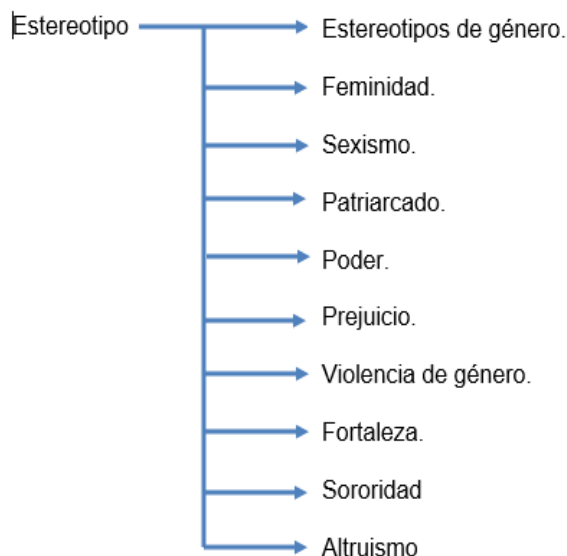 Estereotipo
Estereotipos de género.
Feminidad.
Sexismo.
Patriarcado.
Poder.
Prejuicio.
Violencia de género.
Fortaleza.
Sororidad
Altruismo